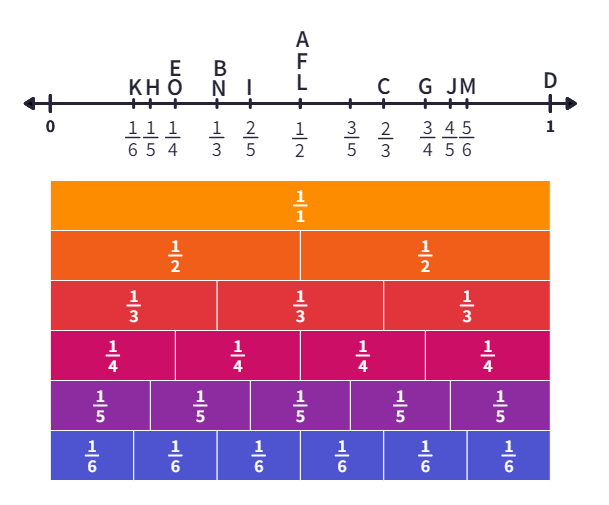 A
E B F
K H O N I L C G J M D
0 1/6 1/5 1/4 1/3 2/5 1/2 3/5 2/3 3/4 4/5 5/6 1
1/1
1/2 1/2
1/3 1/3 1/3
1/4 1/4 1/4 1/4
1/5 1/5 1/5 1/5 1/5
1/6 1/6 1/6 1/6 1/6 1/6